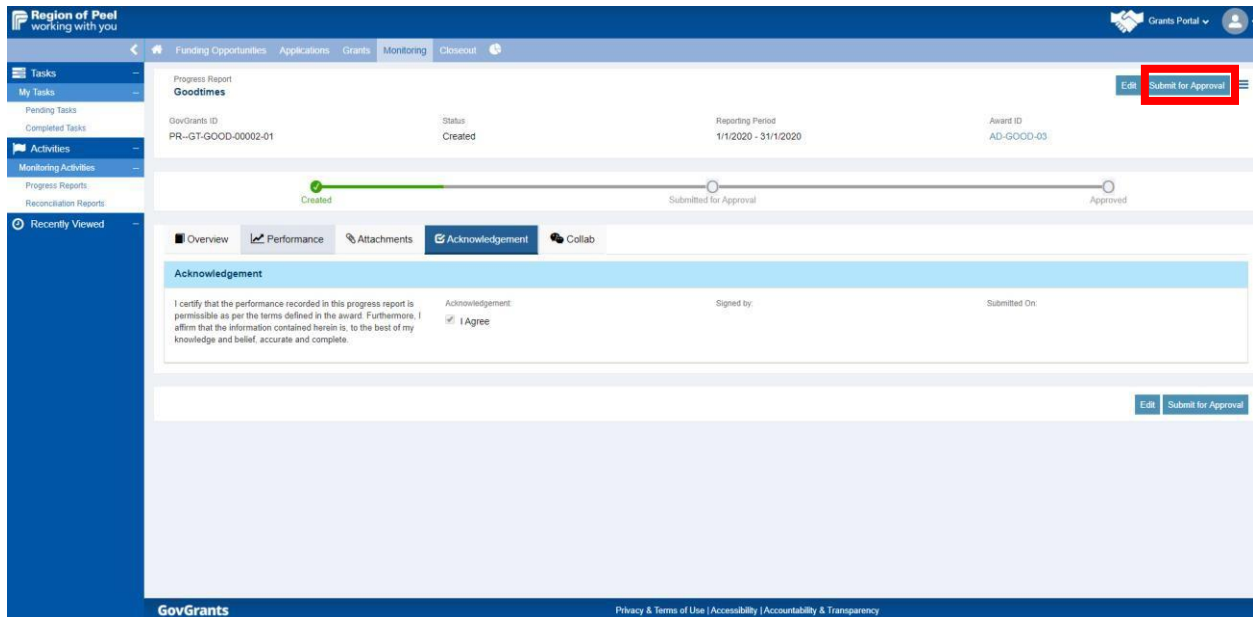 Region of Peel
working with you
Grants Portal
Funding Opportunities Applications Grants Monitoring Closeout
Tasks
My Tasks
Pending Tasks
Completed Tasks
Activities
Monitoring Activities
Progress Reports
Reconciliation Reports
Recently Viewed
Progress Report
Goodtimes
Edit Submit for Approval
GovGrants ID Status Reporting Period Award ID
PR--GT-GOOD-00002-01 Created 1/1/2020 - 31/1/2020 AD-GOOD-03
Created Submitted for Approval Approved
Overview Performance Attachments Acknowledgement Collab
Acknowledgement
I certify that the performance recorded in this progress report is
permissible as per the terms defined in the award. Furthermore, I
affirm that the information contained herein is, to the best of my
knowledge and belief, accurate and complete.
Acknowledgement:
I Agree
Signed by:
Submitted On:
Edit Submit for Approval
GovGrants
Privacy & Terms of Use | Accessibility | Accountability & Transparency